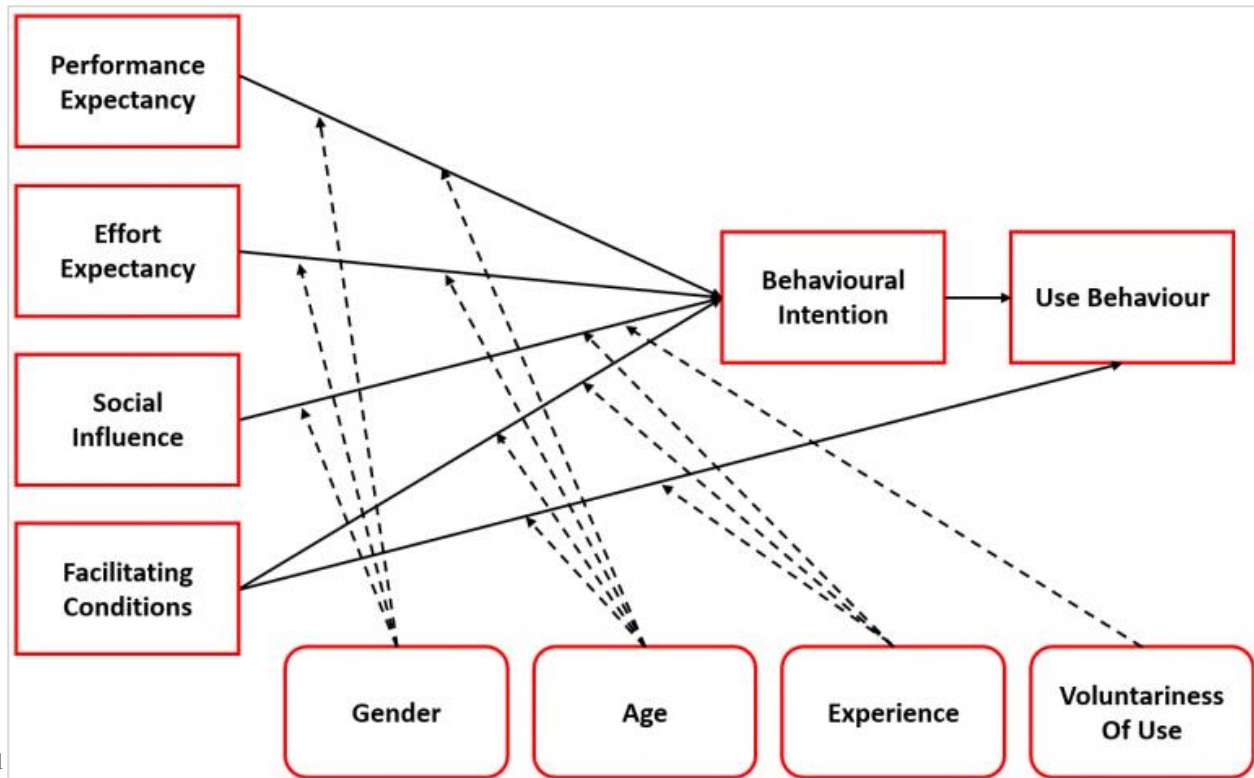 Performance
Expectancy
Effort
Expectancy
Social
Influence
Facilitating
Conditions
Behavioural
Intention
Use Behaviour
Gender
Age
Experience
Voluntariness
Of Use